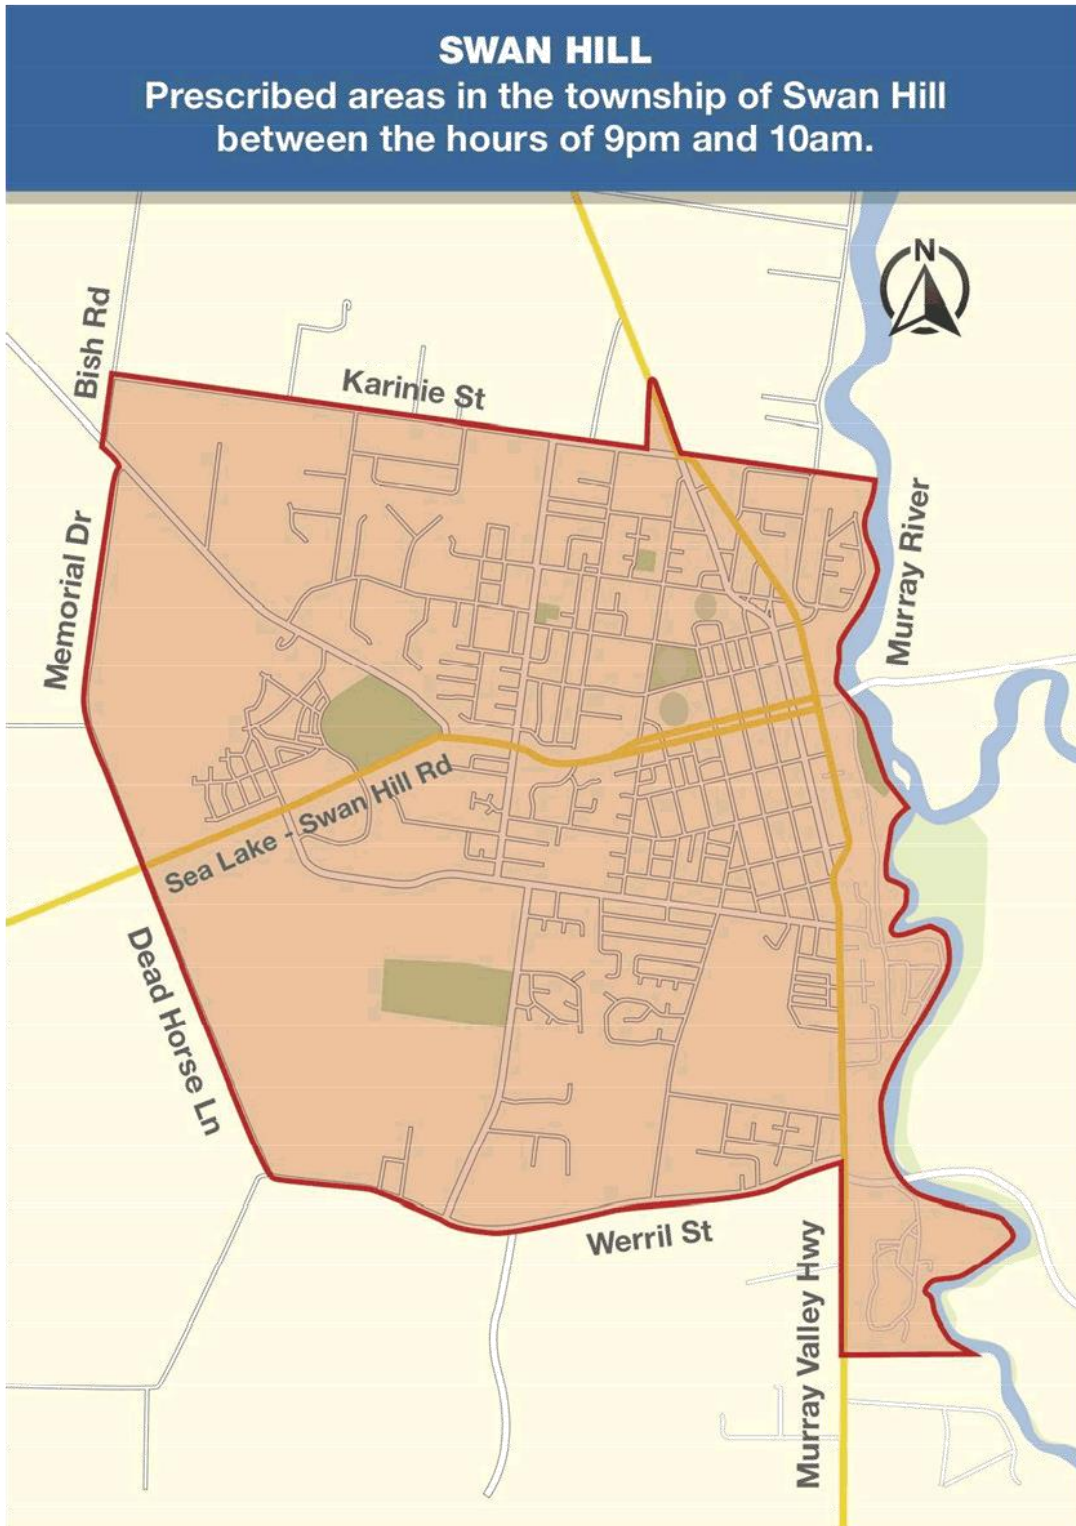 SWAN HILL
Prescribed areas in the township of Swan Hill
between the hours of 9pm and 10am.
N
Bish Rd
Karinie St
Memorial Dr
Murray River
Sea Lake - Swan Hill Rd
Dead Horse Ln
Werril St
Murray Valley Hwy